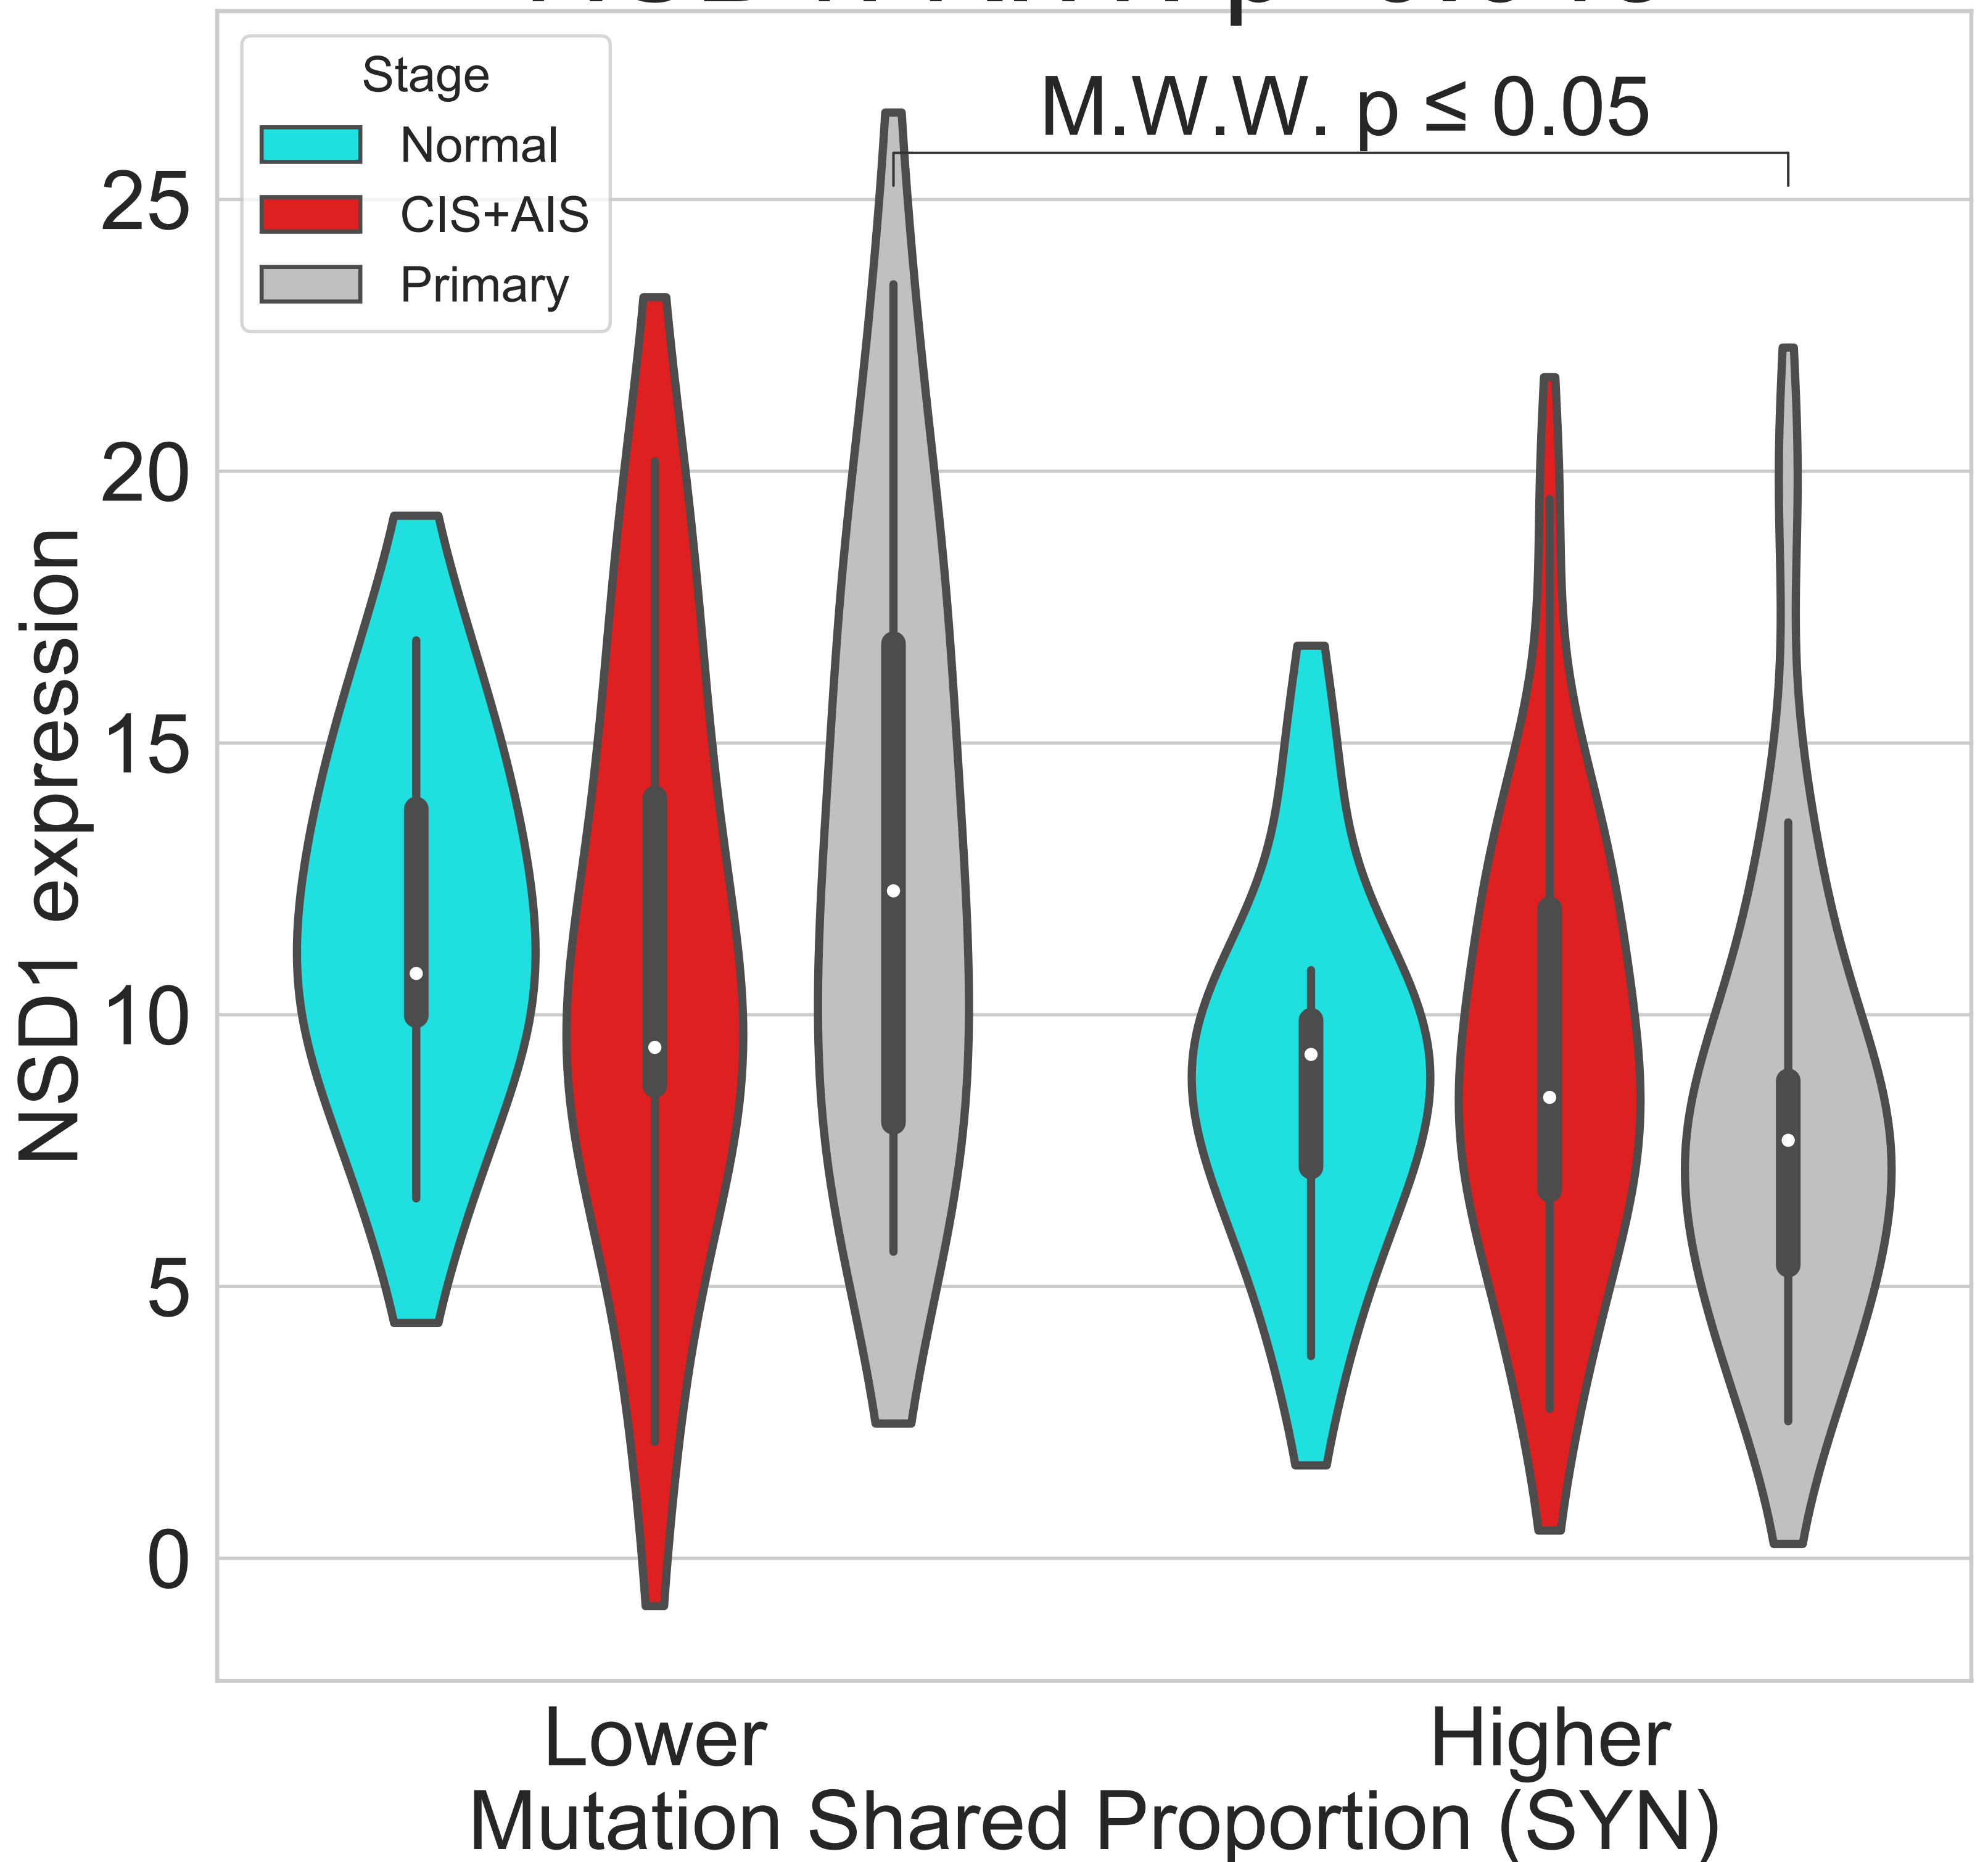 M.W.W. p ≤ 0.05
Stage
Normal
CIS+AIS
Primary
25
20
15
10
5
0
NSD1 expression
Lower
Higher
Mutation Shared Proportion (SYN)